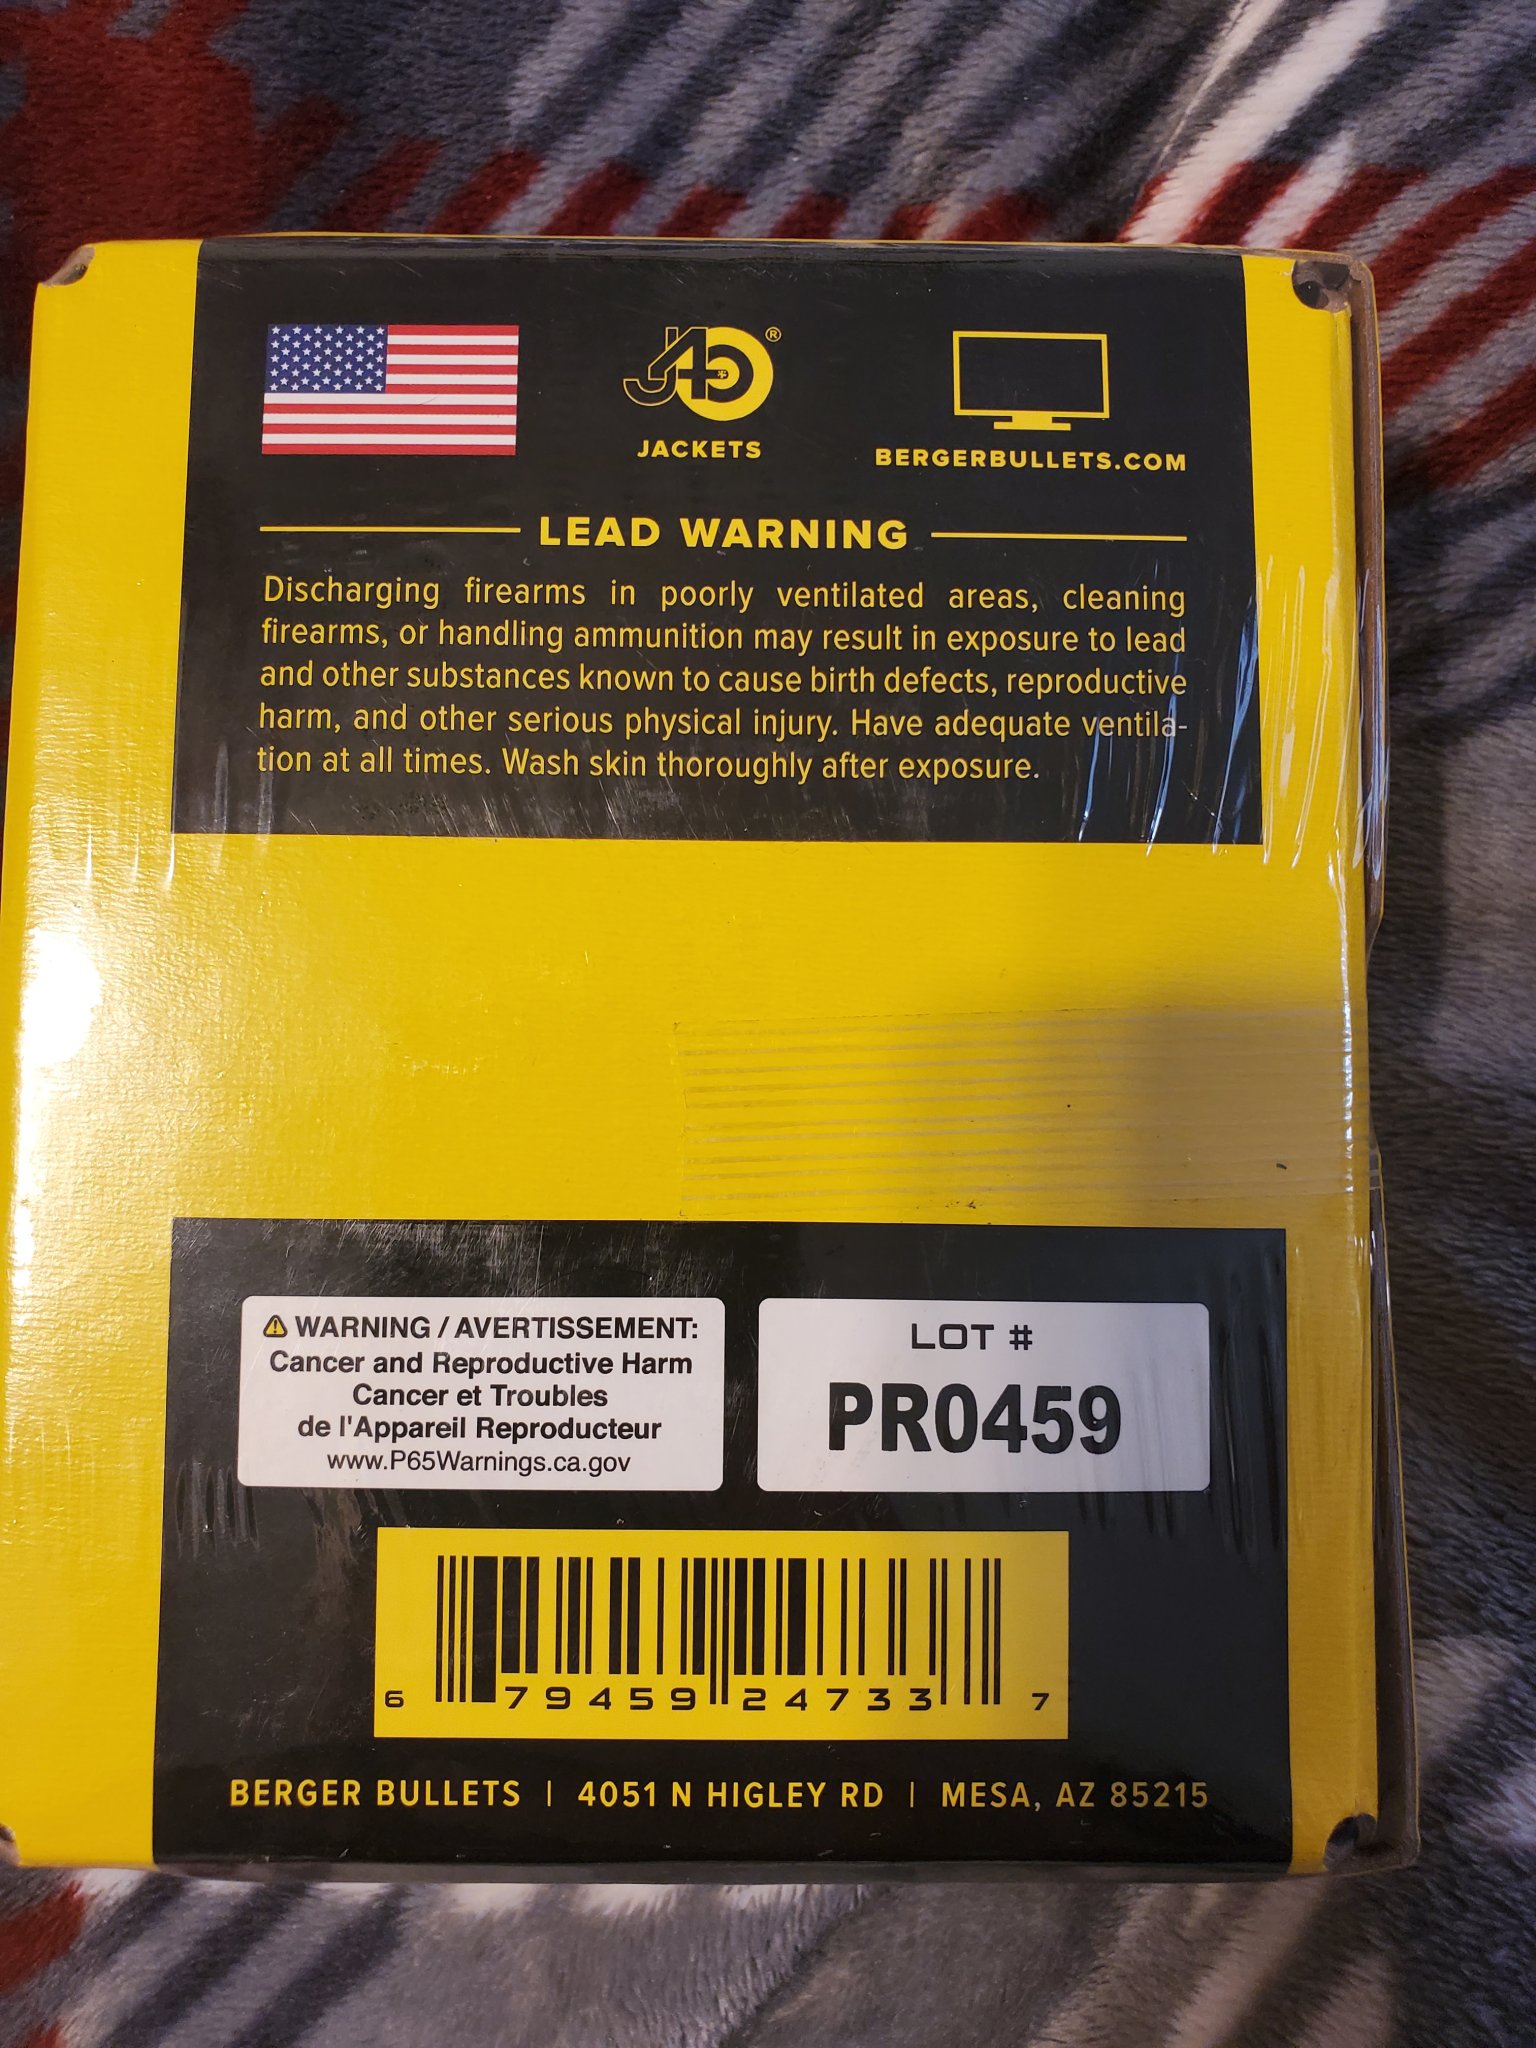 J4 ®
JACKETS
BERGERBULLETS.COM
LEAD WARNING
Discharging firearms in poorly ventilated areas, cleaning
firearms, or handling ammunition may result in exposure to lead
and other substances known to cause birth defects, reproductive
harm, and other serious physical injury. Have adequate ventila-
tion at all times. Wash skin thoroughly after exposure.
WARNING / AVERTISSEMENT:
Cancer and Reproductive Harm
Cancer et Troubles
de l'Appareil Reproducteur
www.P65Warnings.ca.gov
LOT #
PR0459
6 79459 24733 7
BERGER BULLETS | 4051 N HIGLEY RD | MESA, AZ 85215